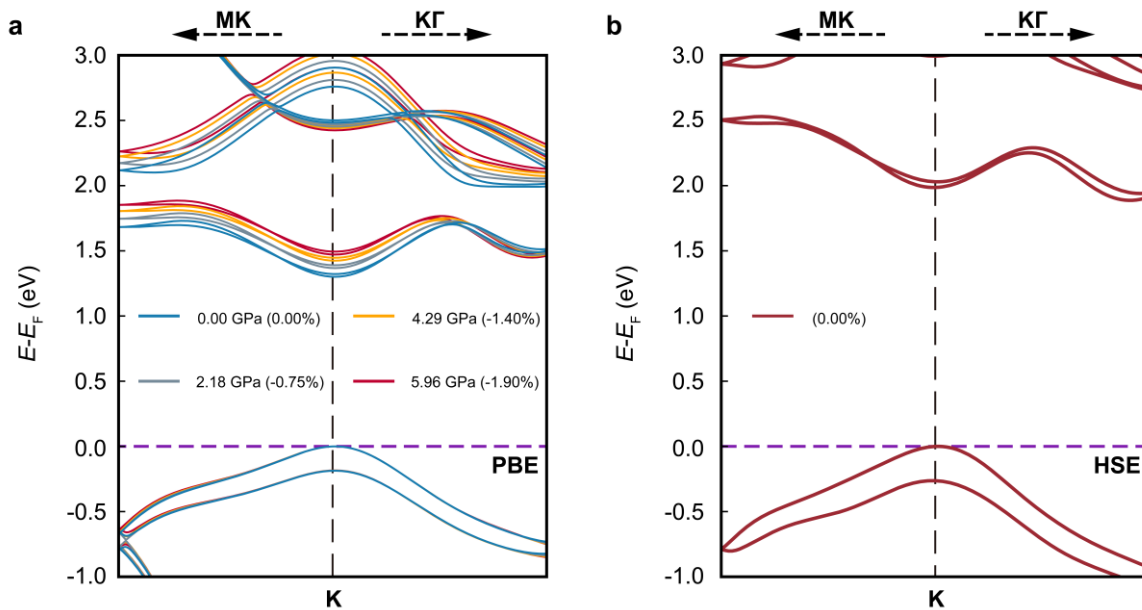 a
MK
KΓ
3.0
2.5
2.0
1.5
1.0
0.5
0.0
-0.5
-1.0
E-E_F (eV)
0.00 GPa (0.00%)
4.29 GPa (-1.40%)
2.18 GPa (-0.75%)
5.96 GPa (-1.90%)
PBE
K
b
MK
KΓ
3.0
2.5
2.0
1.5
1.0
0.5
0.0
-0.5
-1.0
E-E_F (eV)
(0.00%)
HSE
K